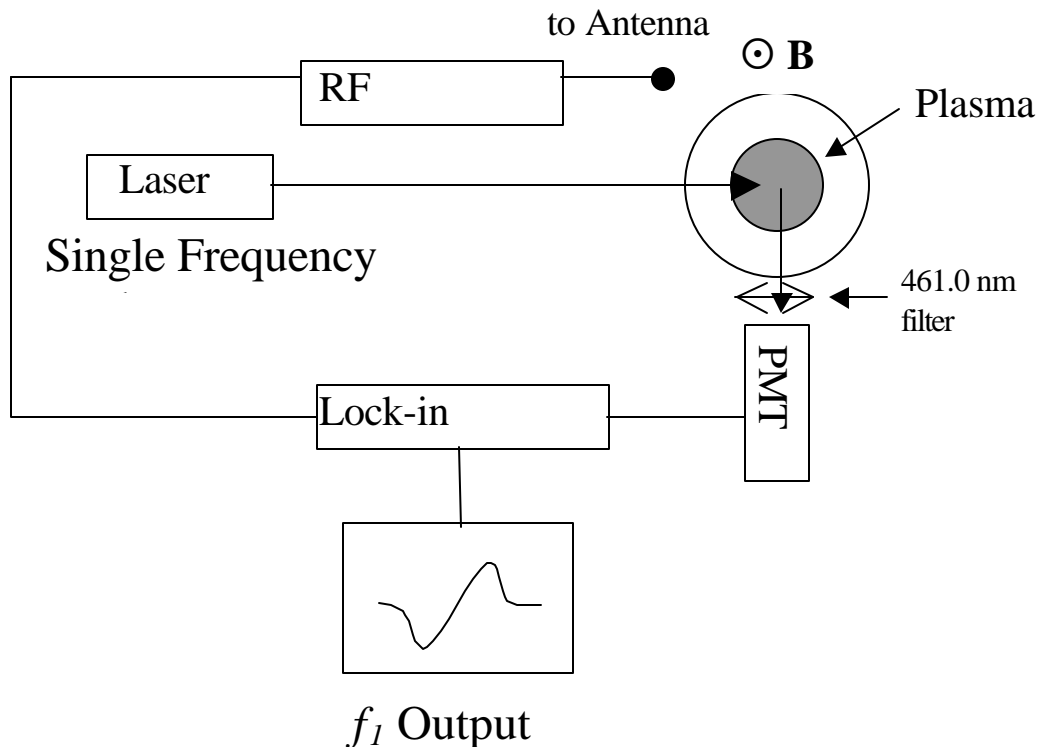 to Antenna
⊙ B
RF
Plasma
Laser
Single Frequency
461.0 nm
filter
PMT
Lock-in
f1 Output